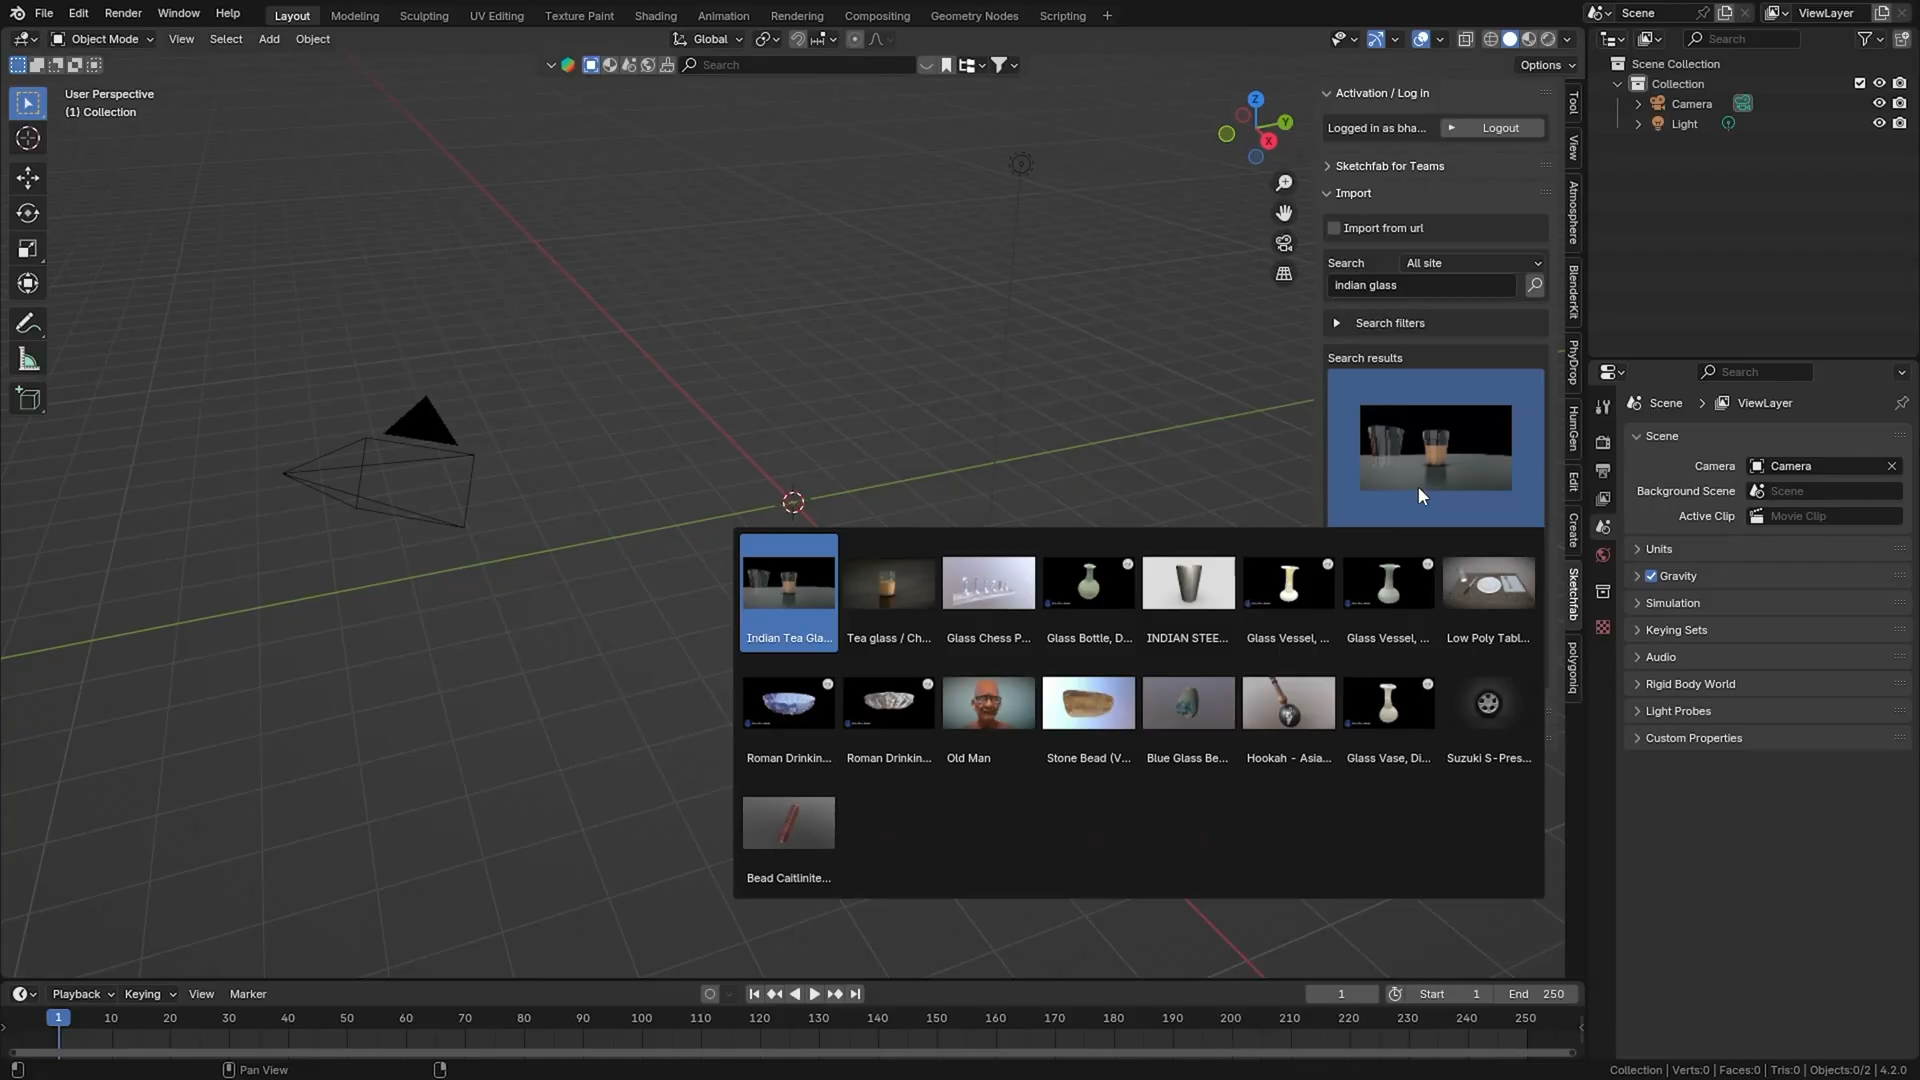 File Edit Render Window Help Layout Modeling Sculpting UV Editing Texture Paint Shading Animation Rendering Compositing Geometry Nodes Scripting + Scene ViewLayer
Object Mode View Select Add Object Global Search
Search Options
User Perspective
(1) Collection
Z
Y
X
Activation / Log in
Logged in as bha... Logout
Sketchfab for Teams
Import
Import from url
Search All site
indian glass
Search filters
Search results
Indian Tea Gla... Tea glass / Ch... Glass Chess P... Glass Bottle, D... INDIAN STEE... Glass Vessel, ... Glass Vessel, ... Low Poly Tabl...
Roman Drinkin... Roman Drinkin... Old Man Stone Bead (V... Blue Glass Be... Hookah - Asia... Glass Vase, Di... Suzuki S-Pres...
Bead Caitlinite...
Tool
View
Atmosphere
BlenderKit
PhyDrop
HumGen
Edit
Create
Sketchfab
polygoniq
Scene Collection
Collection
Camera
Light
Search
Scene ViewLayer
Scene
Camera Camera
Background Scene Scene
Active Clip Movie Clip
Units
Gravity
Simulation
Keying Sets
Audio
Rigid Body World
Light Probes
Custom Properties
Playback Keying View Marker 1 Start 1 End 250
1 10 20 30 40 50 60 70 80 90 100 110 120 130 140 150 160 170 180 190 200 210 220 230 240 250
Pan View Collection | Verts:0 | Faces:0 | Tris:0 | Objects:0/2 | 4.2.0